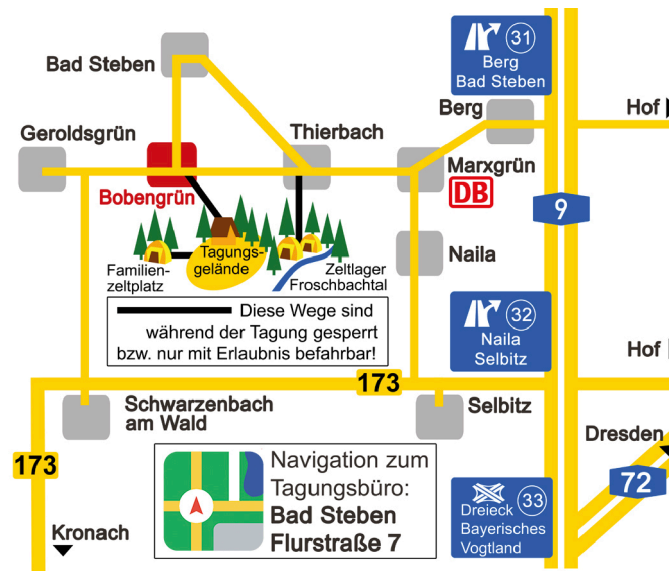 31
Berg
Bad Steben
Bad Steben
Berg
Hof
Geroldsgrün
Thierbach
Marxgrün
DB
Bobengrün
9
Tagungs-
gelände
Familien-
zeltplatz
Zeltlager
Froschbachtal
Naila
Diese Wege sind
während der Tagung gesperrt
bzw. nur mit Erlaubnis befahrbar!
32
Naila
Selbitz
Hof
173
Schwarzenbach
am Wald
Selbitz
Dresden
173
Navigation zum
Tagungsbüro:
Bad Steben
Flurstraße 7
72
Dreieck 33
Bayerisches
Vogtland
Kronach